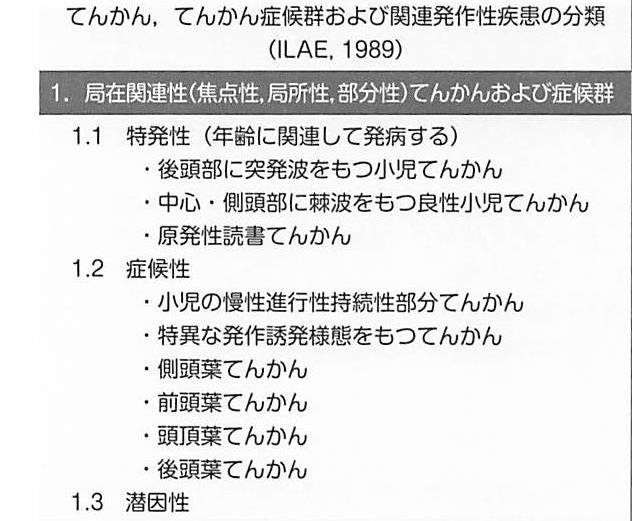 てんかん，てんかん症候群および関連発作性疾患の分類
(ILAE, 1989)
1．局在関連性(焦点性,局所性,部分性)てんかんおよび症候群
1.1 特発性（年齢に関連して発病する）
・後頭部に突発波をもつ小児てんかん
・中心・側頭部に棘波をもつ良性小児てんかん
・原発性読書てんかん
1.2 症候性
・小児の慢性進行性持続性部分てんかん
・特異な発作誘発様態をもつてんかん
・側頭葉てんかん
・前頭葉てんかん
・頭頂葉てんかん
・後頭葉てんかん
1.3 潜因性